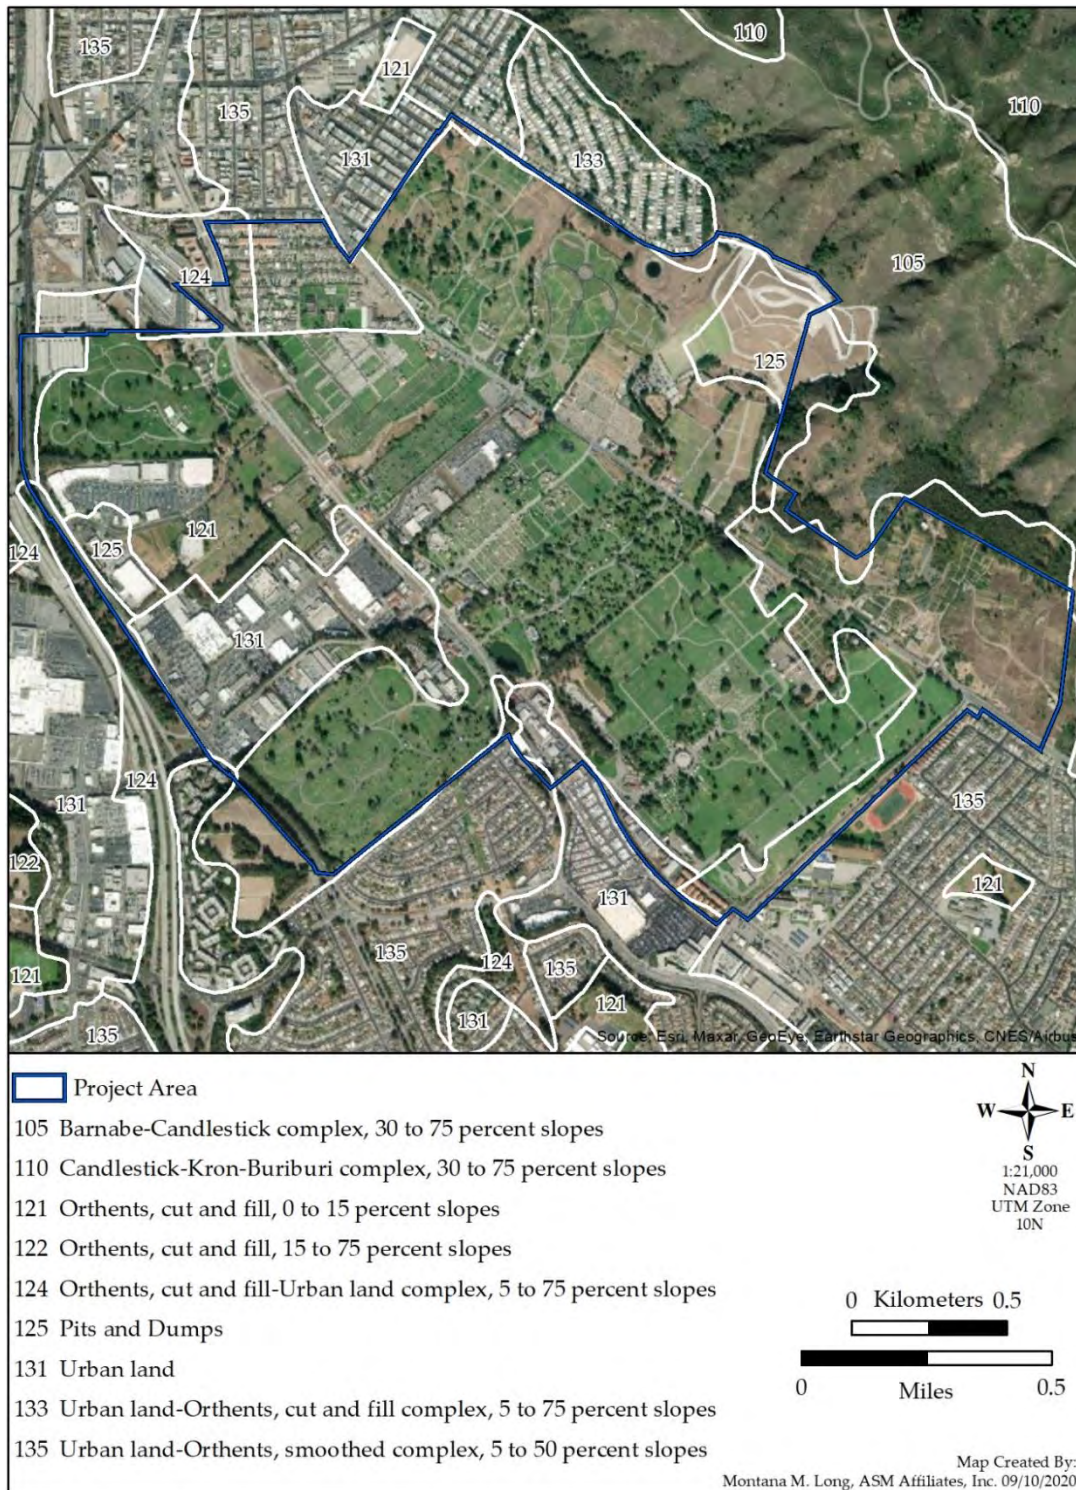 110
135
121
110
135
131
133
105
124
125
121
125
124
131
124
131
135
122
131
121
121
135
124
135
121
131
135
Source: Esri, Maxar, GeoEye, Earthstar Geographics, CNES/Airbus
Project Area
105 Barnabe-Candlestick complex, 30 to 75 percent slopes
110 Candlestick-Kron-Buriburi complex, 30 to 75 percent slopes
121 Orthents, cut and fill, 0 to 15 percent slopes
122 Orthents, cut and fill, 15 to 75 percent slopes
124 Orthents, cut and fill-Urban land complex, 5 to 75 percent slopes
125 Pits and Dumps
131 Urban land
133 Urban land-Orthents, cut and fill complex, 5 to 75 percent slopes
135 Urban land-Orthents, smoothed complex, 5 to 50 percent slopes
N
W E
S
1:21,000
NAD83
UTM Zone
10N
0 Kilometers 0.5
0 Miles 0.5
Map Created By:
Montana M. Long, ASM Affiliates, Inc. 09/10/2020